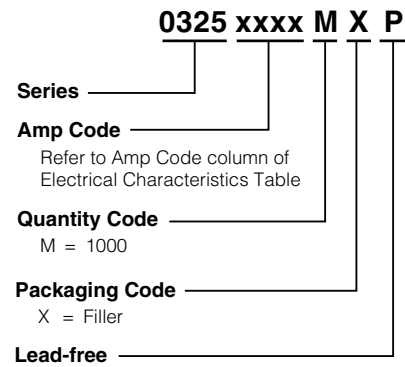 0325 xxxx M X P
Series
Amp Code
Refer to Amp Code column of
Electrical Characteristics Table
Quantity Code
M = 1000
Packaging Code
X = Filler
Lead-free